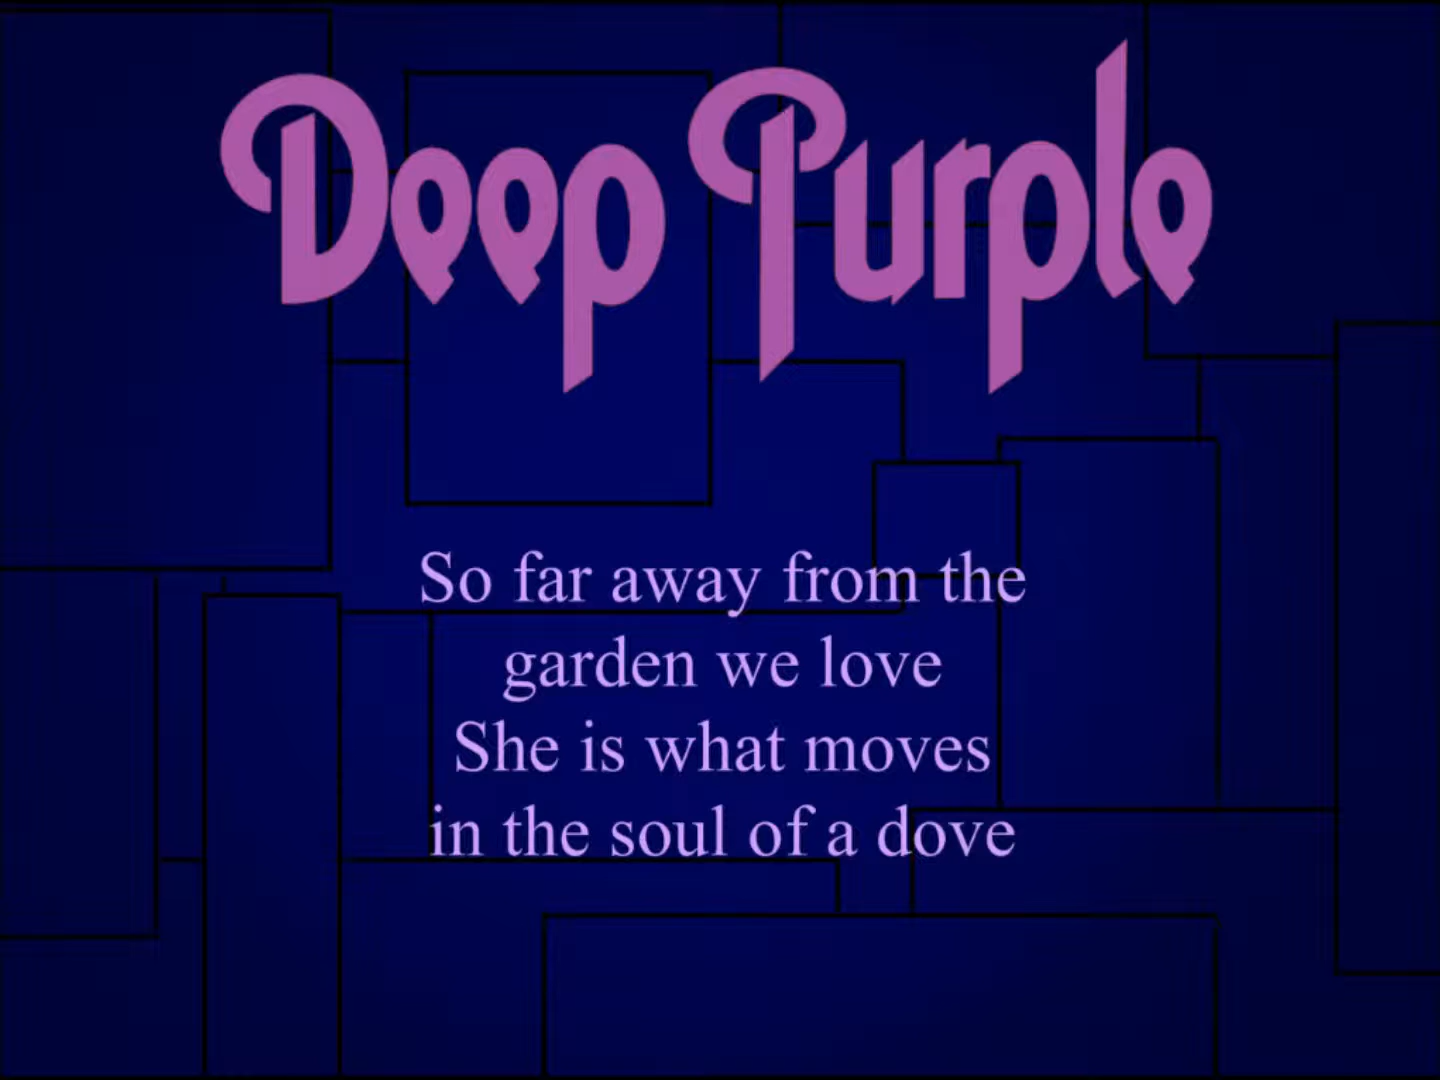 Deep Purple
So far away from the
garden we love
She is what moves
in the soul of a dove